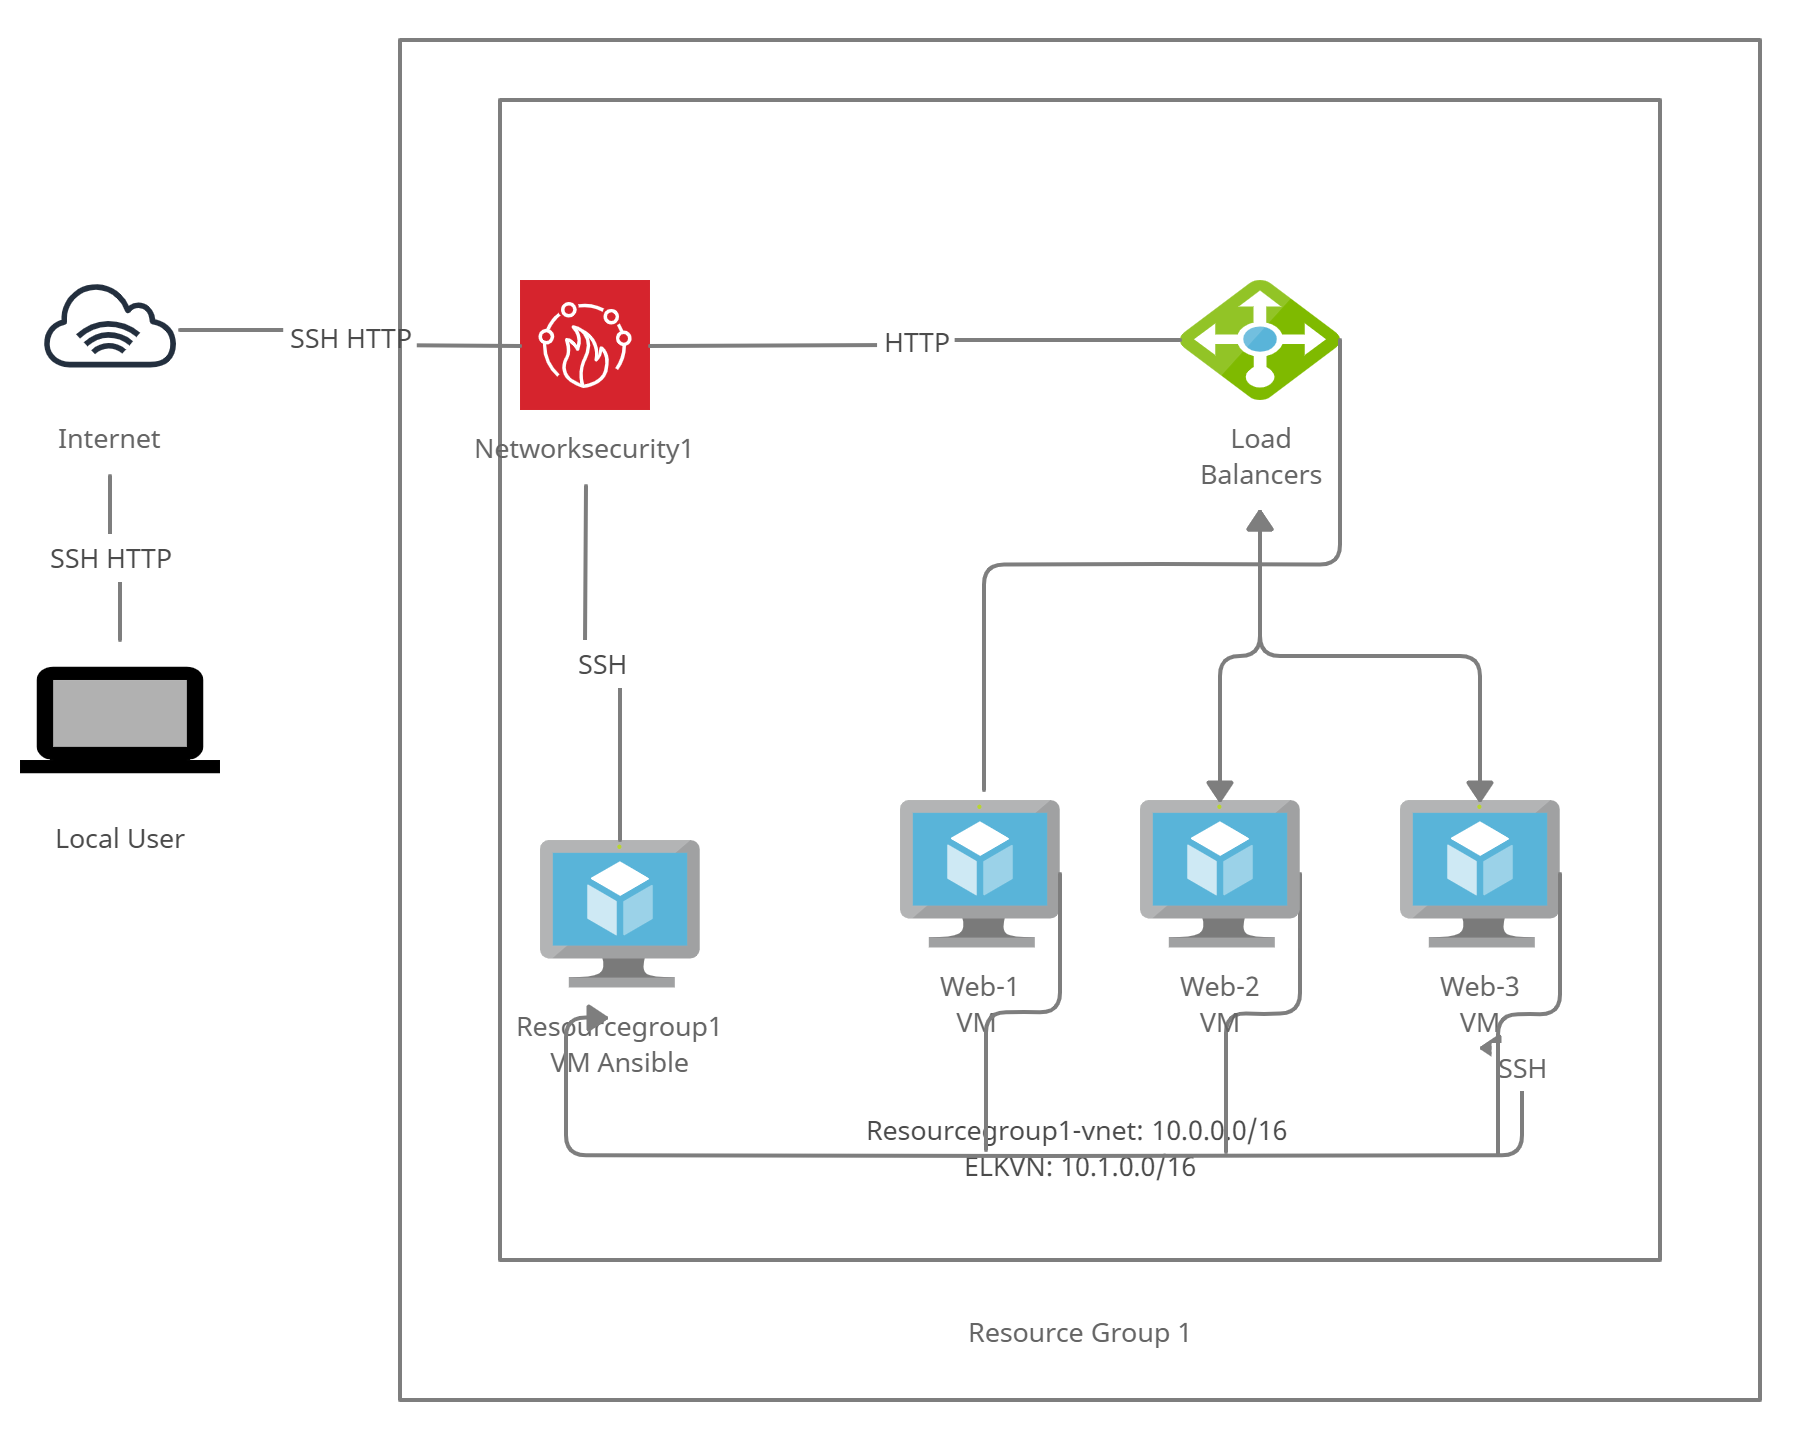 SSH HTTP
HTTP
Internet
Networksecurity1
Load
Balancers
SSH HTTP
SSH
Local User
Web-1
VM
Web-2
VM
Web-3
VM
Resourcegroup1
VM Ansible
SSH
Resourcegroup1-vnet: 10.0.0.0/16
ELKVN: 10.1.0.0/16
Resource Group 1